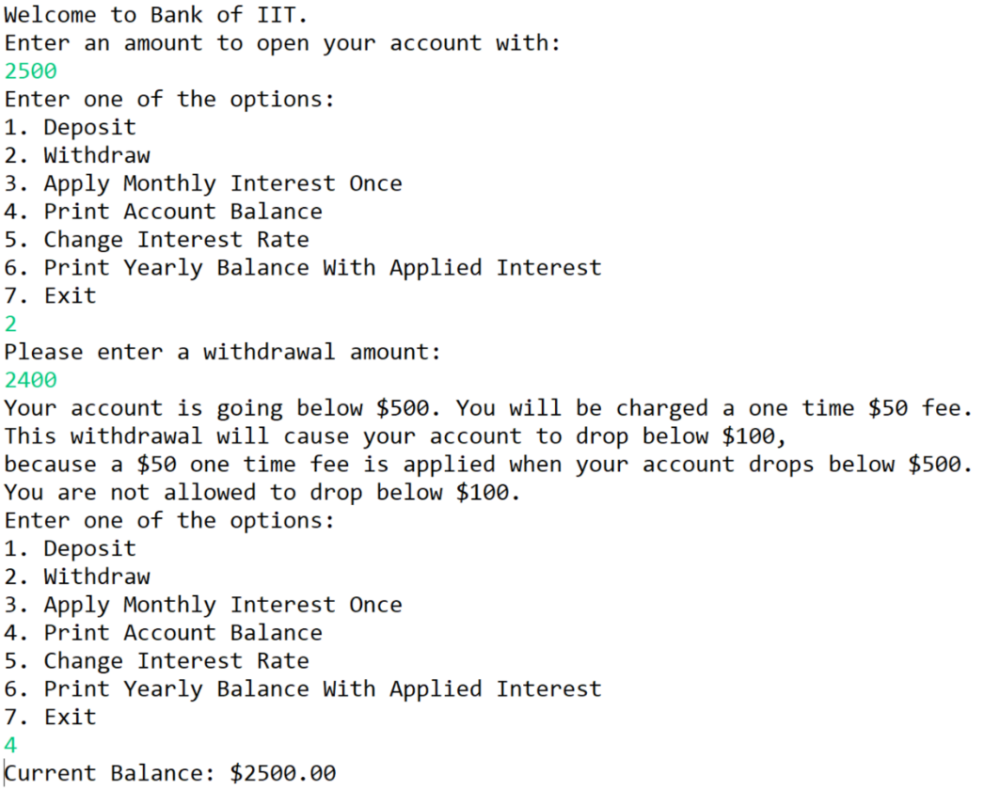 Welcome to Bank of IIT.
Enter an amount to open your account with:
2500
Enter one of the options:
1. Deposit
2. Withdraw
3. Apply Monthly Interest Once
4. Print Account Balance
5. Change Interest Rate
6. Print Yearly Balance With Applied Interest
7. Exit
2
Please enter a withdrawal amount:
2400
Your account is going below $500. You will be charged a one time $50 fee.
This withdrawal will cause your account to drop below $100,
because a $50 one time fee is applied when your account drops below $500.
You are not allowed to drop below $100.
Enter one of the options:
1. Deposit
2. Withdraw
3. Apply Monthly Interest Once
4. Print Account Balance
5. Change Interest Rate
6. Print Yearly Balance With Applied Interest
7. Exit
4
Current Balance: $2500.00